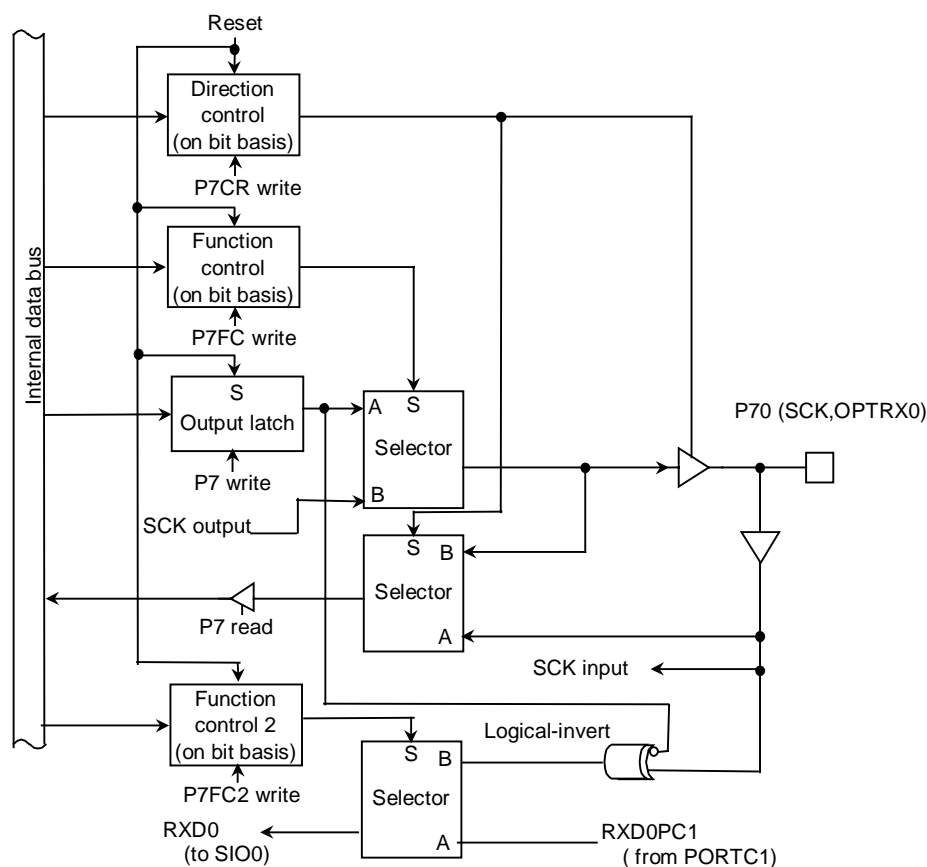 Reset
Direction
control
(on bit basis)
P7CR write
Function
control
(on bit basis)
Internal data bus
P7FC write
S
Output latch
A
S
Selector
B
P70 (SCK,OPTRX0)
P7 write
SCK output
S
B
Selector
A
P7 read
SCK input
Function
control 2
(on bit basis)
Logical-invert
S
B
Selector
A
P7FC2 write
RXD0
(to SIO0)
RXD0PC1
( from PORTC1)